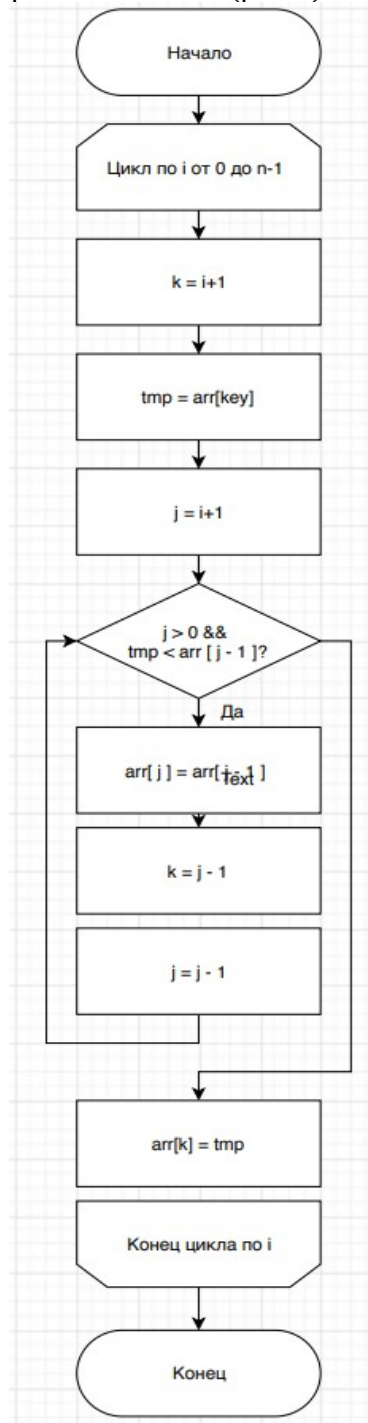 Начало
Цикл по i от 0 до n-1
k = i+1
tmp = arr[key]
j = i+1
j > 0 &&
tmp < arr [ j - 1 ]?
Да
arr[ j ] = arr[ j - 1 ]
Text
k = j - 1
j = j - 1
arr[k] = tmp
Конец цикла по i
Конец